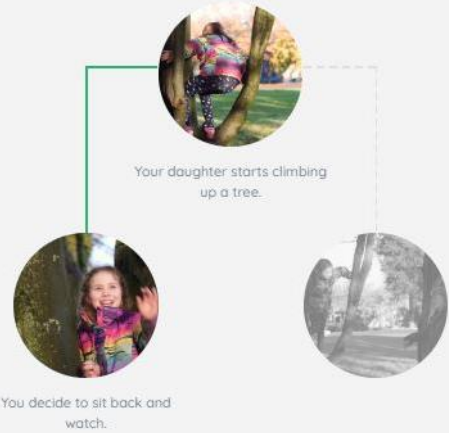 Your daughter starts climbing
up a tree.
You decide to sit back and
watch.